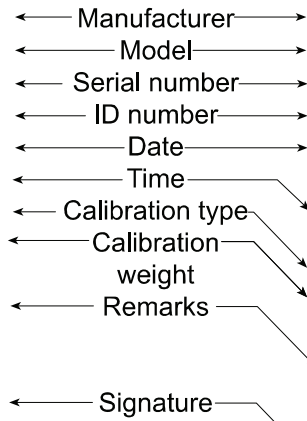 Manufacturer
Model
Serial number
ID number
Date
Time
Calibration type
Calibration
weight
Remarks
Signature